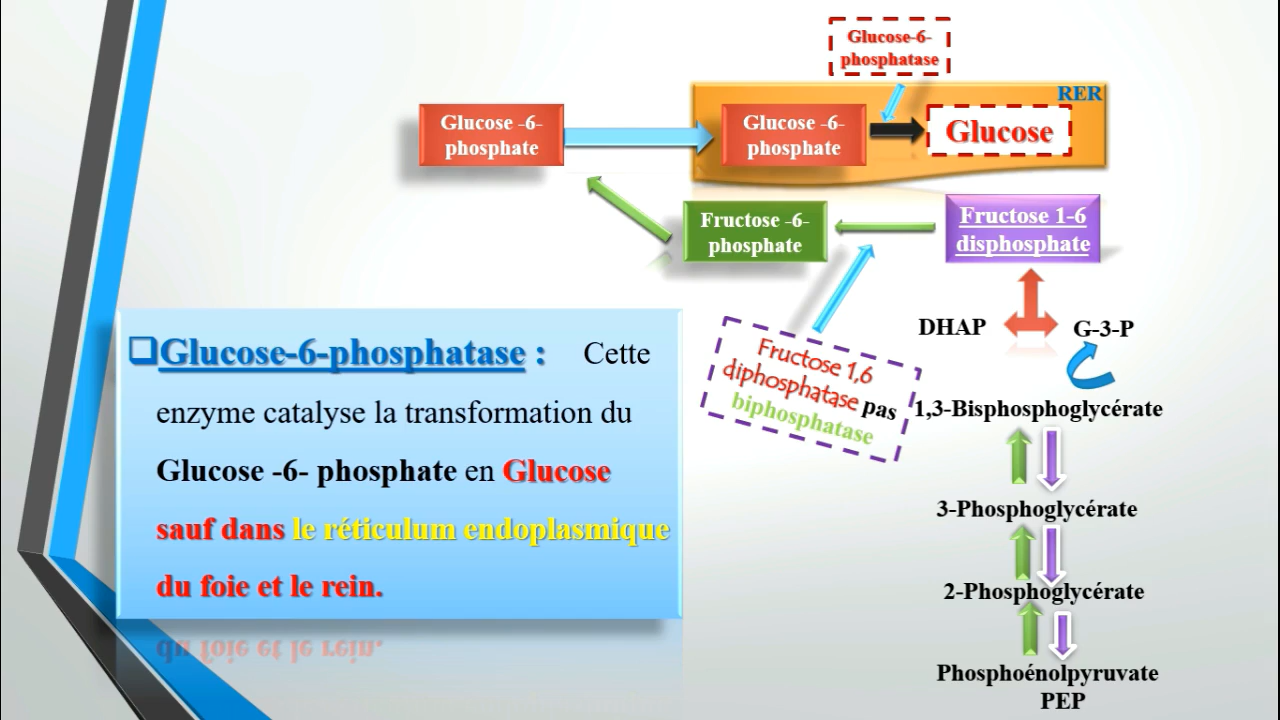 Glucose-6-
phosphatase
RER
Glucose -6-
phosphate
Glucose -6-
phosphate
Glucose
Fructose -6-
phosphate
Fructose 1-6
disphosphate
DHAP
G-3-P
Fructose 1,6
diphosphatase pas
biphosphatase
1,3-Bisphosphoglycérate
3-Phosphoglycérate
2-Phosphoglycérate
Phosphoénolpyruvate
PEP
❑Glucose-6-phosphatase : Cette
enzyme catalyse la transformation du
Glucose -6- phosphate en Glucose
sauf dans le réticulum endoplasmique
du foie et le rein.